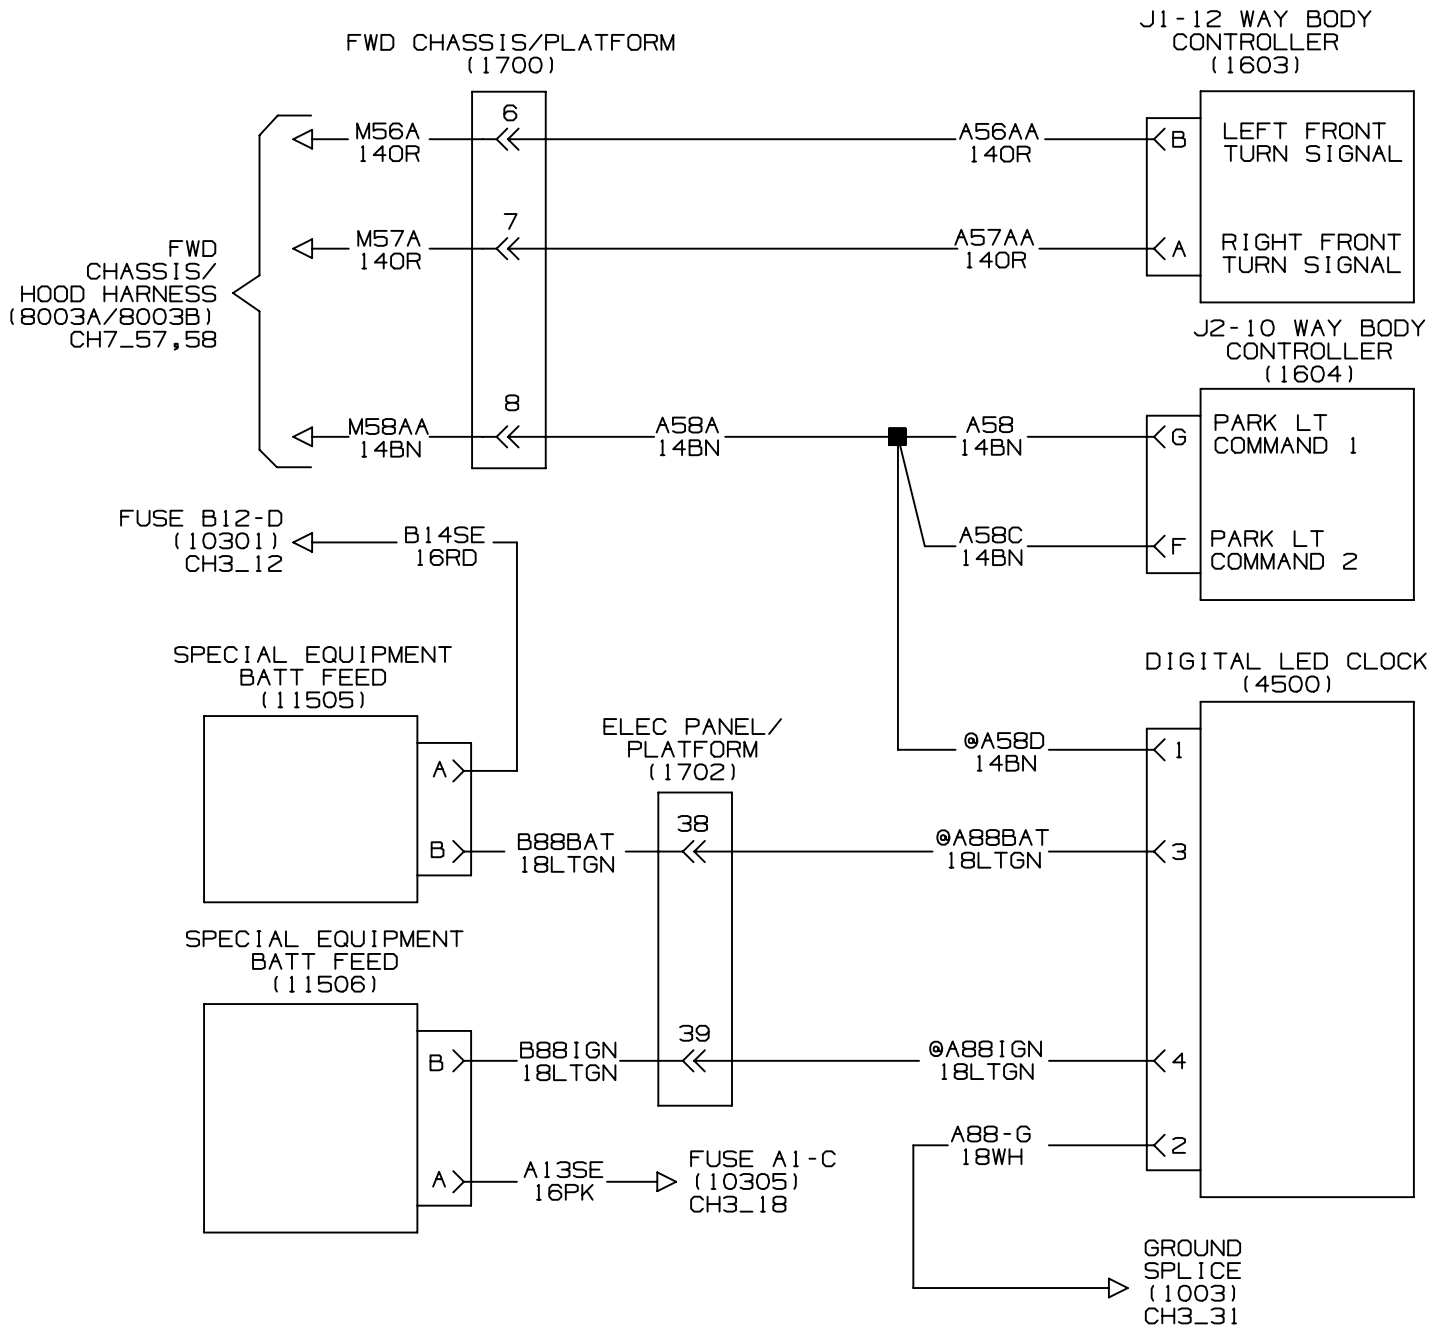 J1-12 WAY BODY
CONTROLLER
(1603)
FWD CHASSIS/PLATFORM
(1700)
6
M56A
14OR
A56AA
14OR
B
LEFT FRONT
TURN SIGNAL
7
M57A
14OR
A57AA
14OR
A
RIGHT FRONT
TURN SIGNAL
FWD
CHASSIS/
HOOD HARNESS
(8003A/8003B)
CH7_57,58
J2-10 WAY BODY
CONTROLLER
(1604)
8
M58AA
14BN
A58A
14BN
A58
14BN
G
PARK LT
COMMAND 1
FUSE B12-D
(10301)
CH3_12
B14SE
16RD
A58C
14BN
F
PARK LT
COMMAND 2
SPECIAL EQUIPMENT
BATT FEED
(11505)
DIGITAL LED CLOCK
(4500)
ELEC PANEL/
PLATFORM
(1702)
A
@A58D
14BN
1
38
B
B88BAT
18LTGN
@A88BAT
18LTGN
3
SPECIAL EQUIPMENT
BATT FEED
(11506)
39
B
B88IGN
18LTGN
@A88IGN
18LTGN
4
A88-G
18WH
2
A
A13SE
16PK
FUSE A1-C
(10305)
CH3_18
GROUND
SPLICE
(1003)
CH3_31